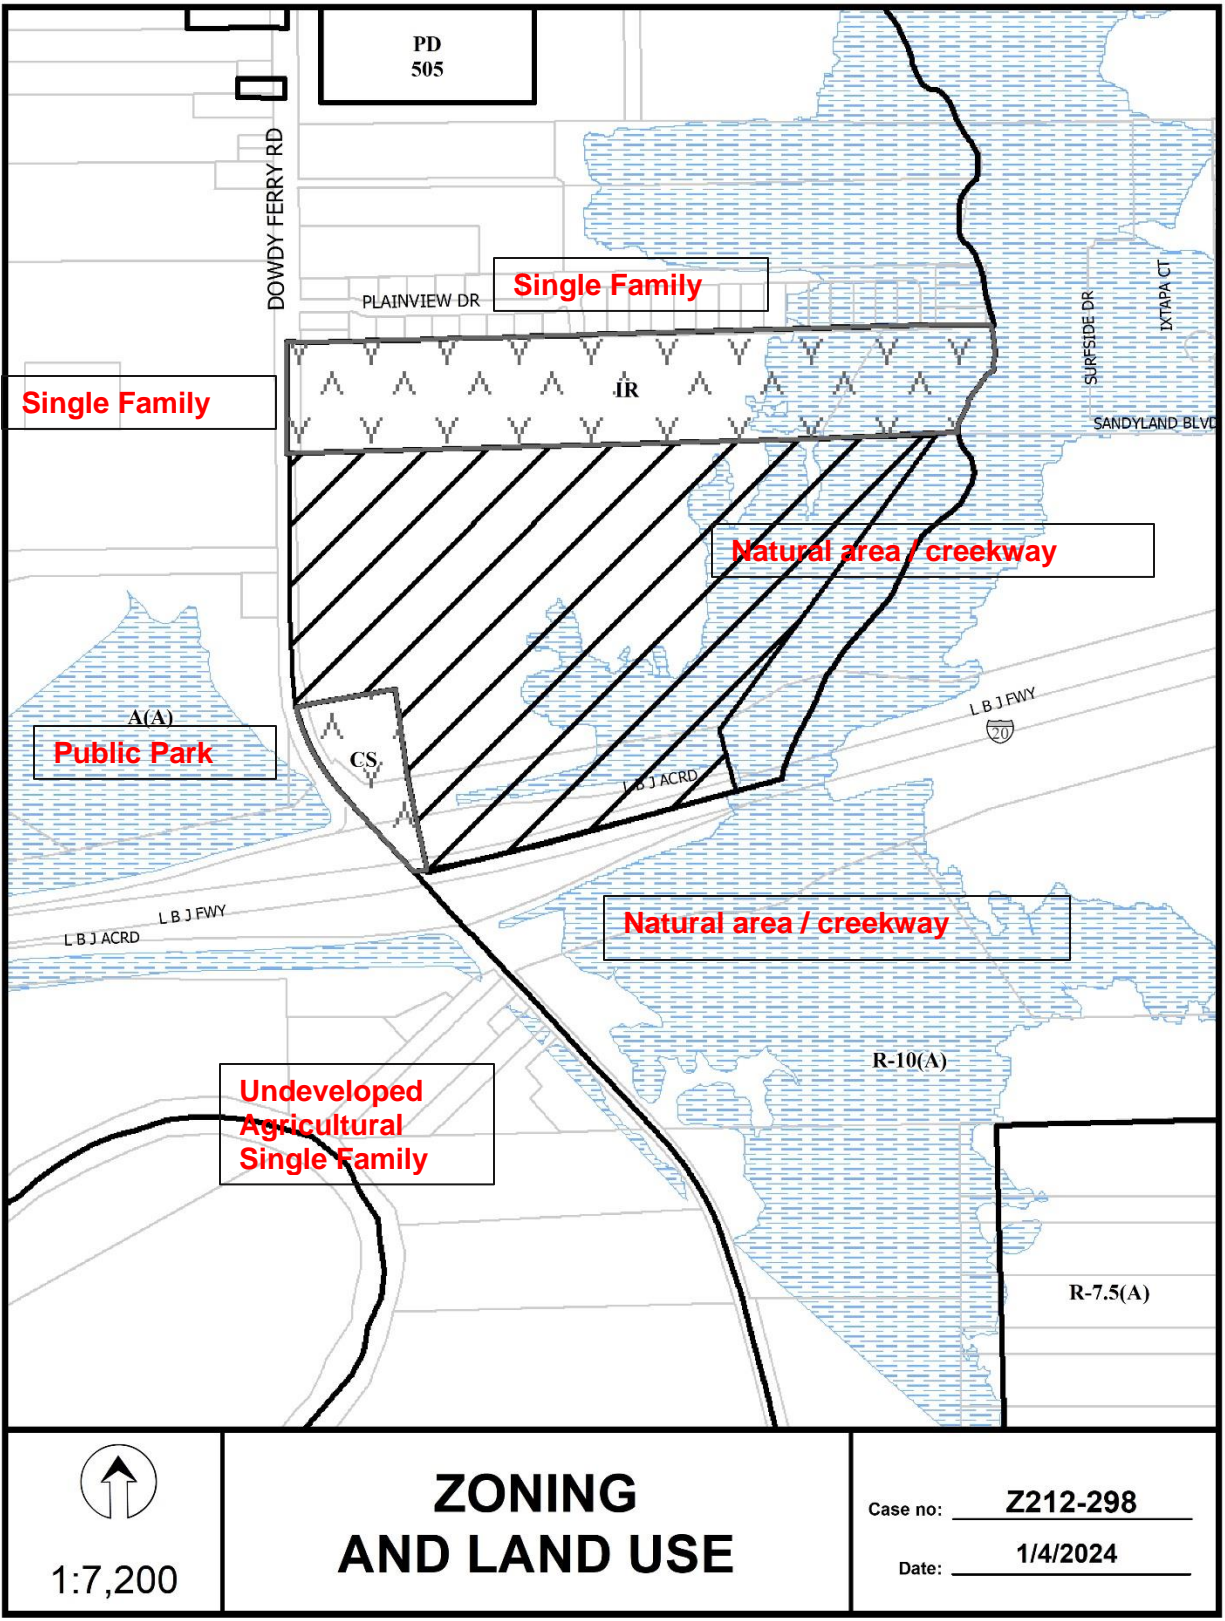 PD
505
DOWDY FERRY RD
Single Family
PLAINVIEW DR
SURFSIDE DR
IXTAPA CT
Single Family
IR
SANDYLAND BLVD
Natural area / creekway
A(A)
Public Park
CS
L B J FWY
20
L B J ACRD
L B J FWY
L B J ACRD
Natural area / creekway
R-10(A)
Undeveloped
Agricultural
Single Family
R-7.5(A)
1:7,200
ZONING
AND LAND USE
Case no: Z212-298
Date: 1/4/2024